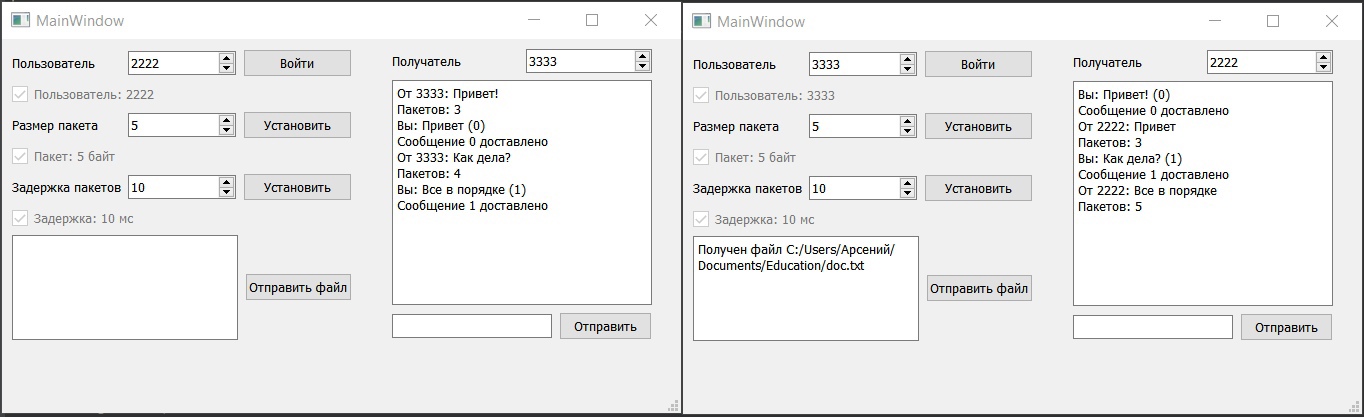 MainWindow
Пользователь 2222 Войти
Пользователь: 2222
Размер пакета 5 Установить
Пакет: 5 байт
Задержка пакетов 10 Установить
Задержка: 10 мс
Отправить файл
Получатель 3333
От 3333: Привет!
Пакетов: 3
Вы: Привет (0)
Сообщение 0 доставлено
От 3333: Как дела?
Пакетов: 4
Вы: Все в порядке (1)
Сообщение 1 доставлено
Отправить
MainWindow
Пользователь 3333 Войти
Пользователь: 3333
Размер пакета 5 Установить
Пакет: 5 байт
Задержка пакетов 10 Установить
Задержка: 10 мс
Получен файл C:/Users/Арсений/
Documents/Education/doc.txt
Отправить файл
Получатель 2222
Вы: Привет! (0)
Сообщение 0 доставлено
От 2222: Привет
Пакетов: 3
Вы: Как дела? (1)
Сообщение 1 доставлено
От 2222: Все в порядке
Пакетов: 5
Отправить